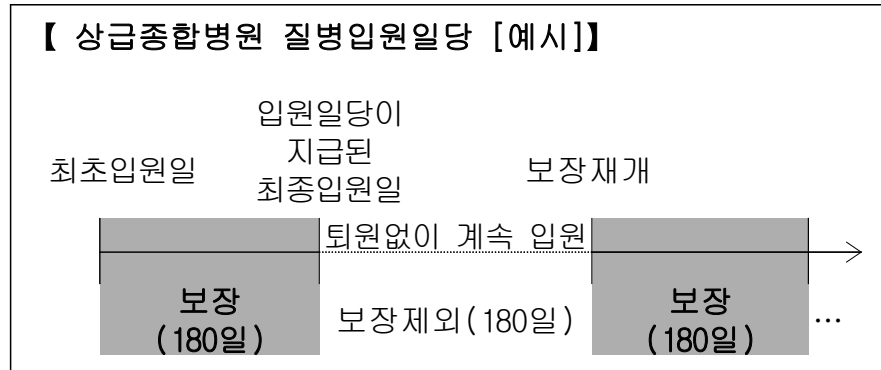 【 상급종합병원 질병입원일당 [예시]】
입원일당이
지급된
최종입원일
최초입원일
보장재개
퇴원없이 계속 입원
보장
(180일)
보장제외(180일)
보장
(180일)
…